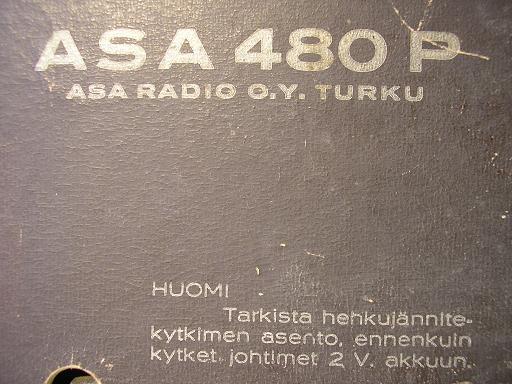 ASA 480 P
ASA RADIO O.Y. TURKU
HUOMI
Tarkista hehkujännite-
kytkimen asento, ennenkuin
kytket johtimet 2 V. akkuun.